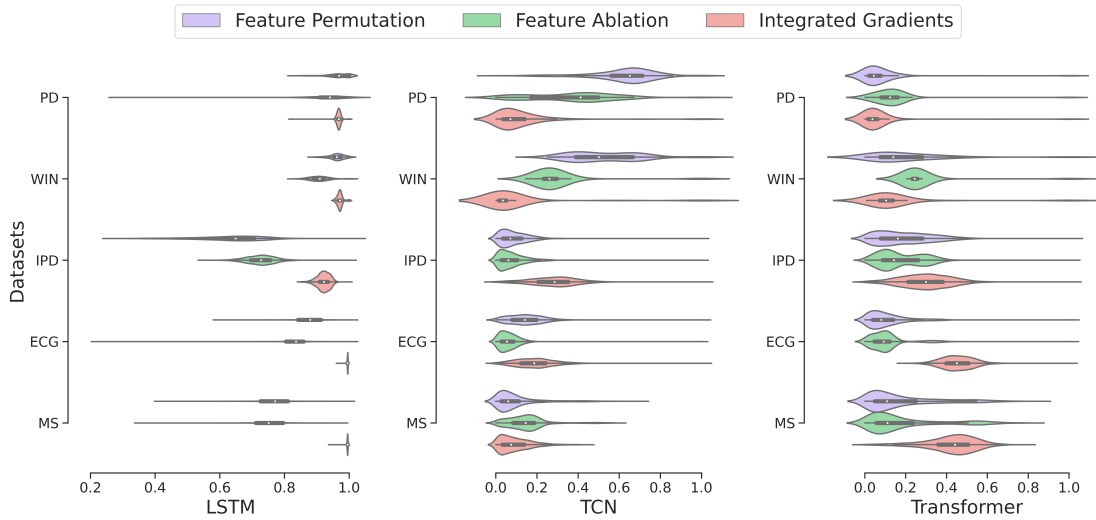 Feature Permutation Feature Ablation Integrated Gradients
Datasets
PD
WIN
IPD
ECG
MS
0.2 0.4 0.6 0.8 1.0
LSTM
PD
WIN
IPD
ECG
MS
0.0 0.2 0.4 0.6 0.8 1.0
TCN
PD
WIN
IPD
ECG
MS
0.0 0.2 0.4 0.6 0.8 1.0
Transformer